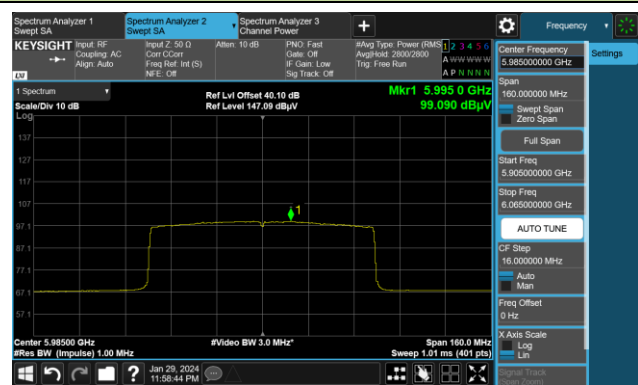 Spectrum Analyzer 1
Swept SA
Spectrum Analyzer 2
Swept SA
Spectrum Analyzer 3
Channel Power
Frequency
KEYSIGHT
Input: RF
Coupling: AC
Align: Auto
Input Z: 50 Ω
Corr CCorr
Freq Ref: Int (S)
NFE: Off
Atten: 10 dB
PNO: Fast
Gate: Off
IF Gain: Low
Sig Track: Off
#Avg Type: Power (RMS
Avg|Hold: 2800/2800
Trig: Free Run
1 2 3 4 5 6
A W W W W W
A P N N N N
LXI
1 Spectrum
Scale/Div 10 dB
Log
Ref Lvl Offset 40.10 dB
Ref Level 147.09 dBµV
Mkr1 5.995 0 GHz
99.090 dBµV
137
127
117
107
97.1
87.1
77.1
67.1
57.1
1
Center 5.98500 GHz
#Res BW (Impulse) 1.00 MHz
#Video BW 3.0 MHz*
Span 160.0 MHz
Sweep 1.01 ms (401 pts)
Center Frequency
5.985000000 GHz
Span
160.000000 MHz
Swept Span
Zero Span
Full Span
Start Freq
5.905000000 GHz
Stop Freq
6.065000000 GHz
AUTO TUNE
CF Step
16.000000 MHz
Auto
Man
Freq Offset
0 Hz
X Axis Scale
Log
Lin
Signal Track
(Span Zoom)
Settings
Jan 29, 2024
11:58:44 PM